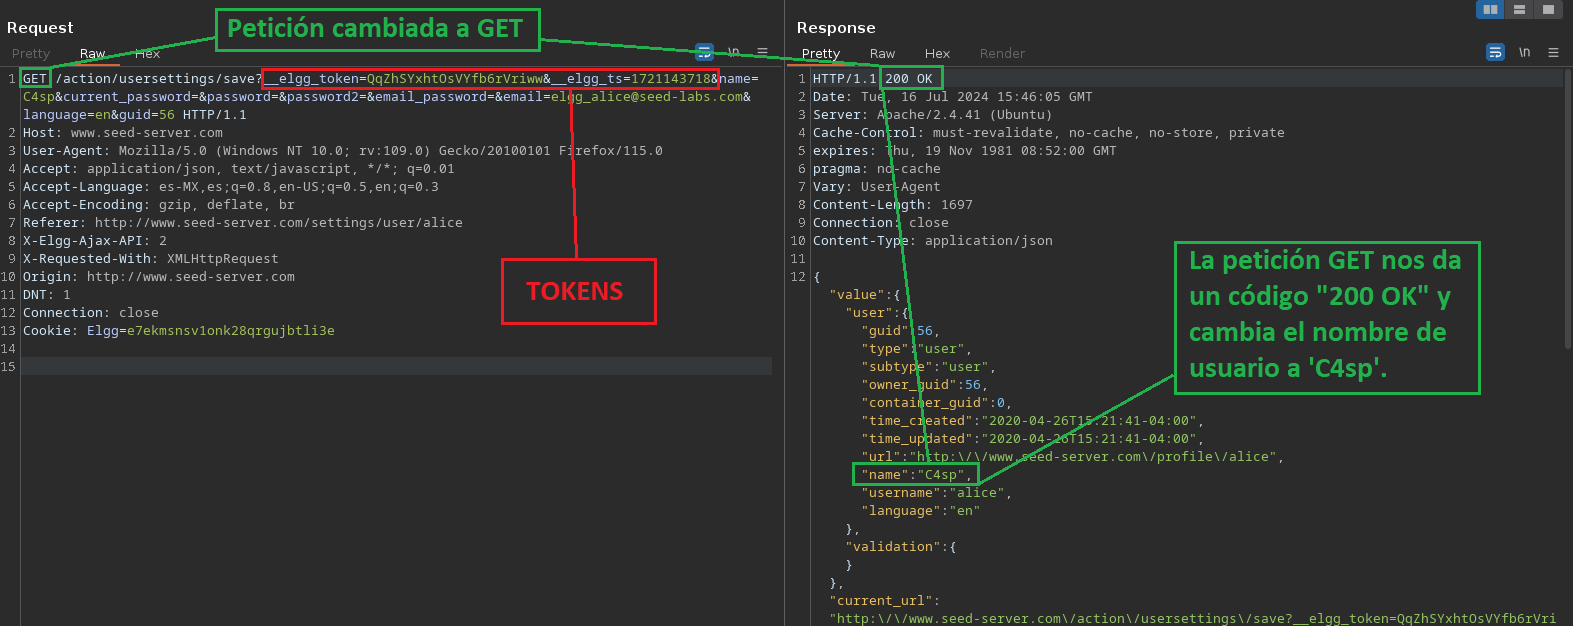 Request
Petición cambiada a GET
Pretty Raw Hex
\n
1 GET /action/usersettings/save?__elgg_token=QqZhSYxhtOsVYfb6rVriww&__elgg_ts=1721143718&name=
C4sp&current_password=&password=&password2=&email_password=&email=elgg_alice@seed-labs.com&
language=en&guid=56 HTTP/1.1
2 Host: www.seed-server.com
3 User-Agent: Mozilla/5.0 (Windows NT 10.0; rv:109.0) Gecko/20100101 Firefox/115.0
4 Accept: application/json, text/javascript, */*; q=0.01
5 Accept-Language: es-MX,es;q=0.8,en-US;q=0.5,en;q=0.3
6 Accept-Encoding: gzip, deflate, br
7 Referer: http://www.seed-server.com/settings/user/alice
8 X-Elgg-Ajax-API: 2
9 X-Requested-With: XMLHttpRequest
10 Origin: http://www.seed-server.com
11 DNT: 1
12 Connection: close
13 Cookie: Elgg=e7ekmsnsv1onk28qrgujbtli3e
14
15
TOKENS
Response
Pretty Raw Hex Render
\n
1 HTTP/1.1 200 OK
2 Date: Tue, 16 Jul 2024 15:46:05 GMT
3 Server: Apache/2.4.41 (Ubuntu)
4 Cache-Control: must-revalidate, no-cache, no-store, private
5 expires: Thu, 19 Nov 1981 08:52:00 GMT
6 pragma: no-cache
7 Vary: User-Agent
8 Content-Length: 1697
9 Connection: close
10 Content-Type: application/json
11
12 {
"value":{
"user":{
"guid":56,
"type":"user",
"subtype":"user",
"owner_guid":56,
"container_guid":0,
"time_created":"2020-04-26T15:21:41-04:00",
"time_updated":"2020-04-26T15:21:41-04:00",
"url":"http:\/\/www.seed-server.com\/profile\/alice",
"name":"C4sp",
"username":"alice",
"language":"en"
},
"validation":{
}
},
"current_url":
"http:\/\/www.seed-server.com\/action\/usersettings\/save?__elgg_token=QqZhSYxhtOsVYfb6rVri
La petición GET nos da
un código "200 OK" y
cambia el nombre de
usuario a 'C4sp'.